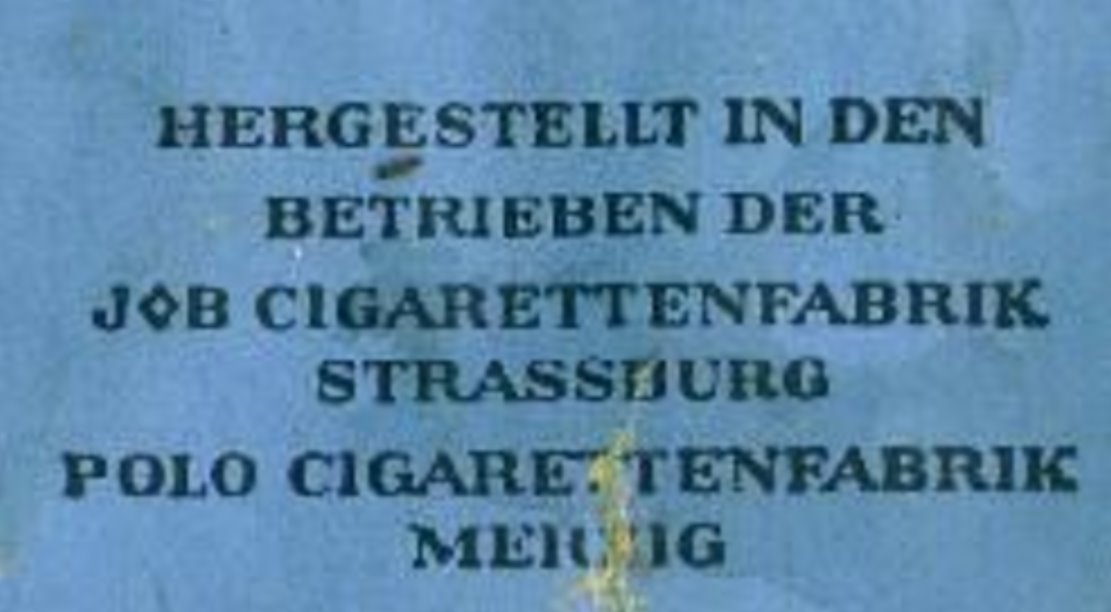 HERGESTELLT IN DEN
BETRIEBEN DER
JOB CIGARETTENFABRIK
STRASSBURG
POLO CIGARETTENFABRIK
MERZIG